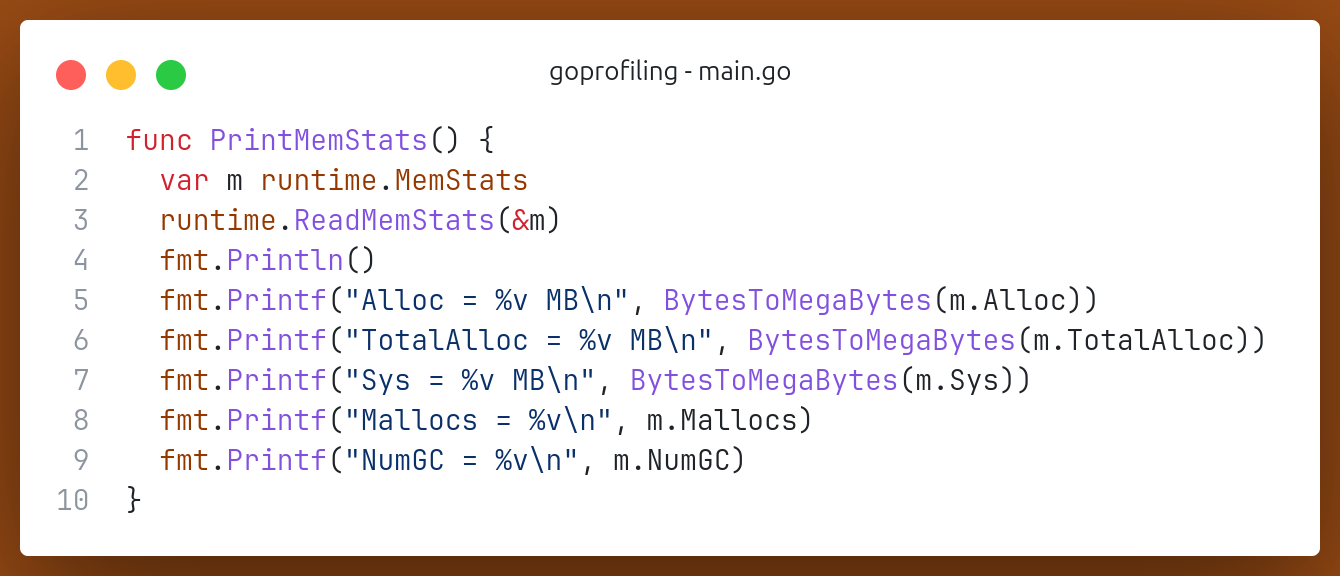 goprofiling - main.go
1 func PrintMemStats() {
2   var m runtime.MemStats
3   runtime.ReadMemStats(&m)
4   fmt.Println()
5   fmt.Printf("Alloc = %v MB\n", BytesToMegaBytes(m.Alloc))
6   fmt.Printf("TotalAlloc = %v MB\n", BytesToMegaBytes(m.TotalAlloc))
7   fmt.Printf("Sys = %v MB\n", BytesToMegaBytes(m.Sys))
8   fmt.Printf("Mallocs = %v\n", m.Mallocs)
9   fmt.Printf("NumGC = %v\n", m.NumGC)
10 }